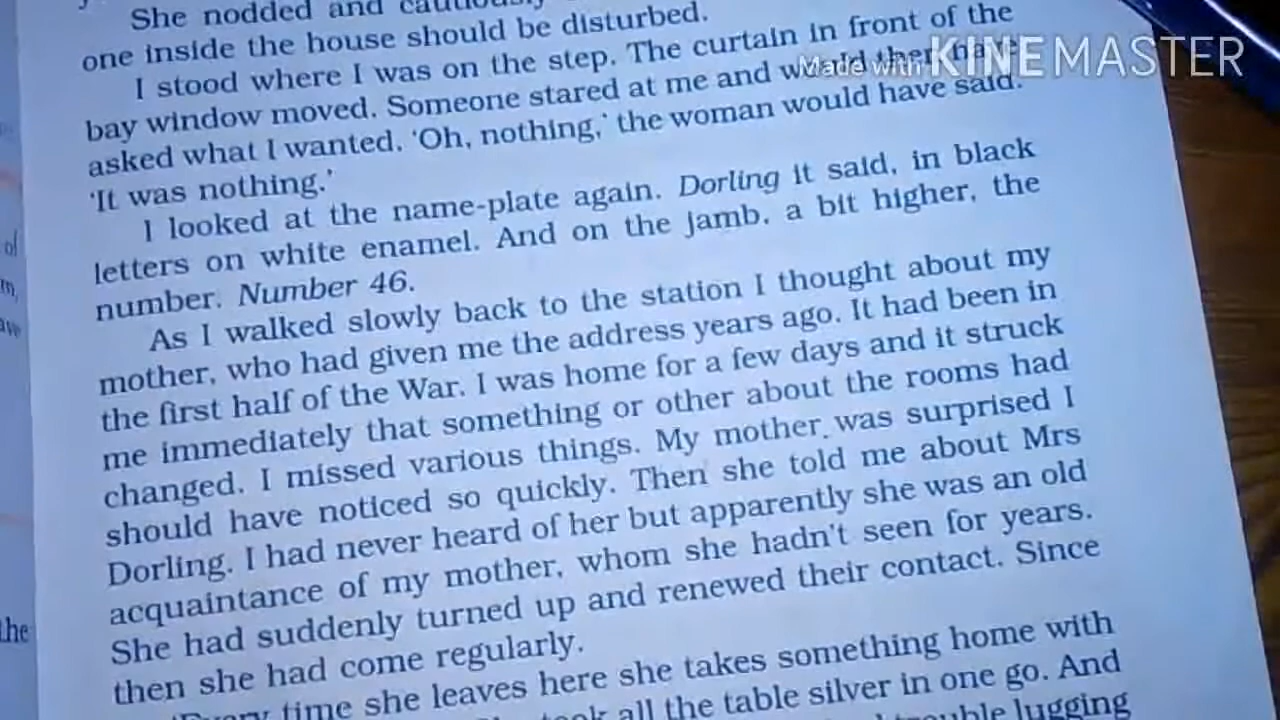 She nodded and cautiously
one inside the house should be disturbed.
I stood where I was on the step. The curtain in front of the
bay window moved. Someone stared at me and would then have
asked what I wanted. 'Oh, nothing,' the woman would have said.
'It was nothing.'
I looked at the name-plate again. Dorling it said, in black
letters on white enamel. And on the jamb, a bit higher, the
number. Number 46.
As I walked slowly back to the station I thought about my
mother, who had given me the address years ago. It had been in
the first half of the War. I was home for a few days and it struck
me immediately that something or other about the rooms had
changed. I missed various things. My mother was surprised I
should have noticed so quickly. Then she told me about Mrs
Dorling. I had never heard of her but apparently she was an old
acquaintance of my mother, whom she hadn't seen for years.
She had suddenly turned up and renewed their contact. Since
then she had come regularly.
'Every time she leaves here she takes something home with
took all the table silver in one go. And
trouble lugging
Made with KINEMASTER
of
the